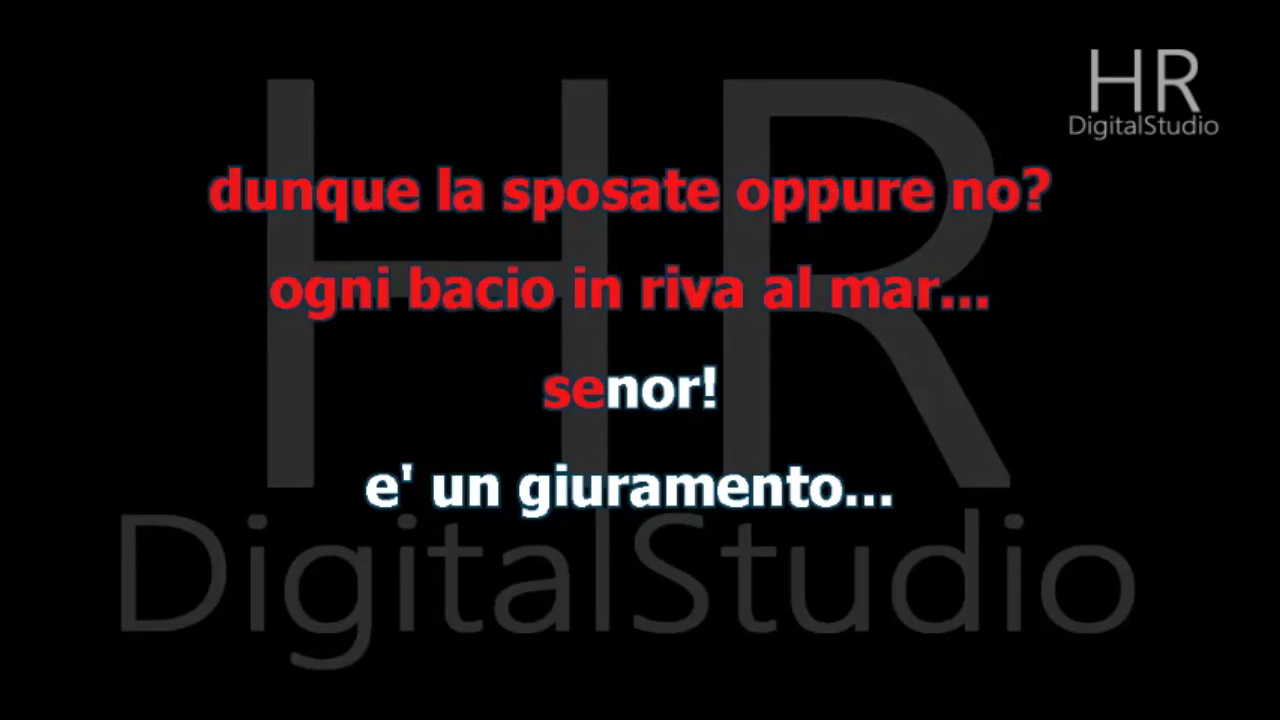 HR
DigitalStudio
dunque la sposate oppure no?
ogni bacio in riva al mar...
senor!
e' un giuramento...
HR
DigitalStudio